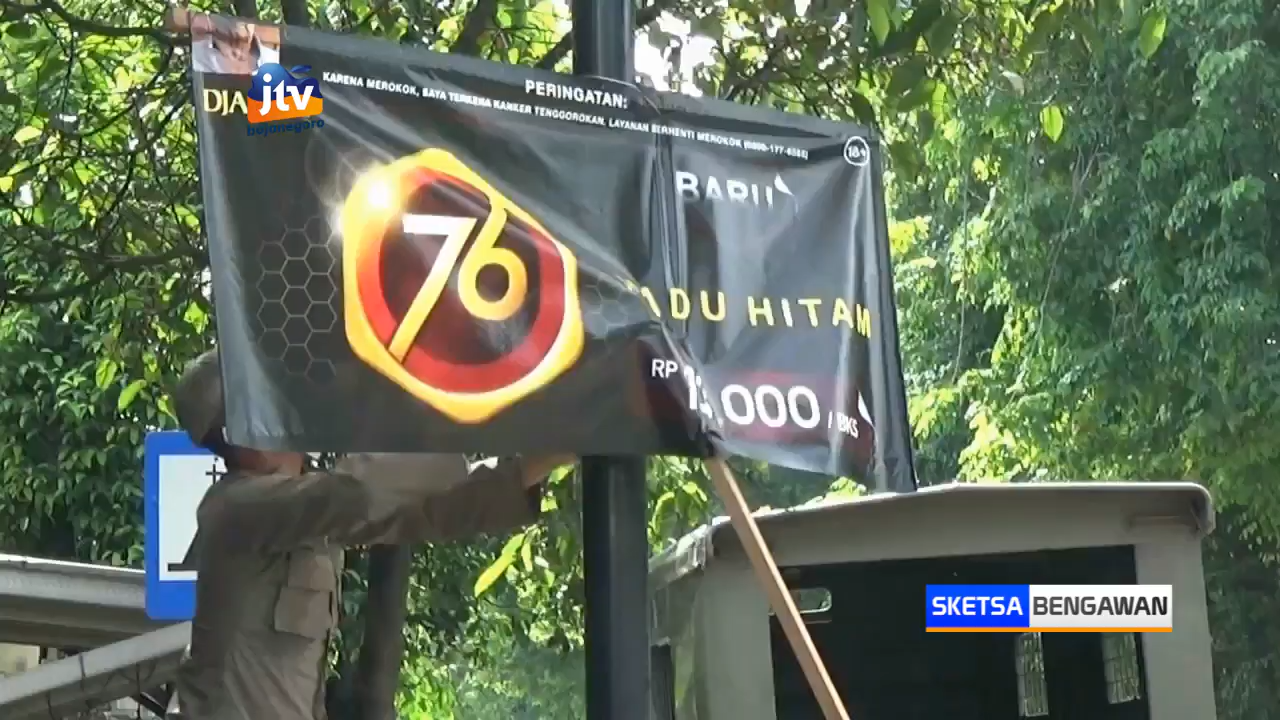 DJA
jtv
bojonegoro
PERINGATAN:
KARENA MEROKOK, SAYA TERKENA KANKER TENGGOROKAN. LAYANAN BERHENTI MEROKOK (0800-177-6565)
18+
76
BARU
ADU HITAM
RP
.000 /BKS
SKETSA BENGAWAN